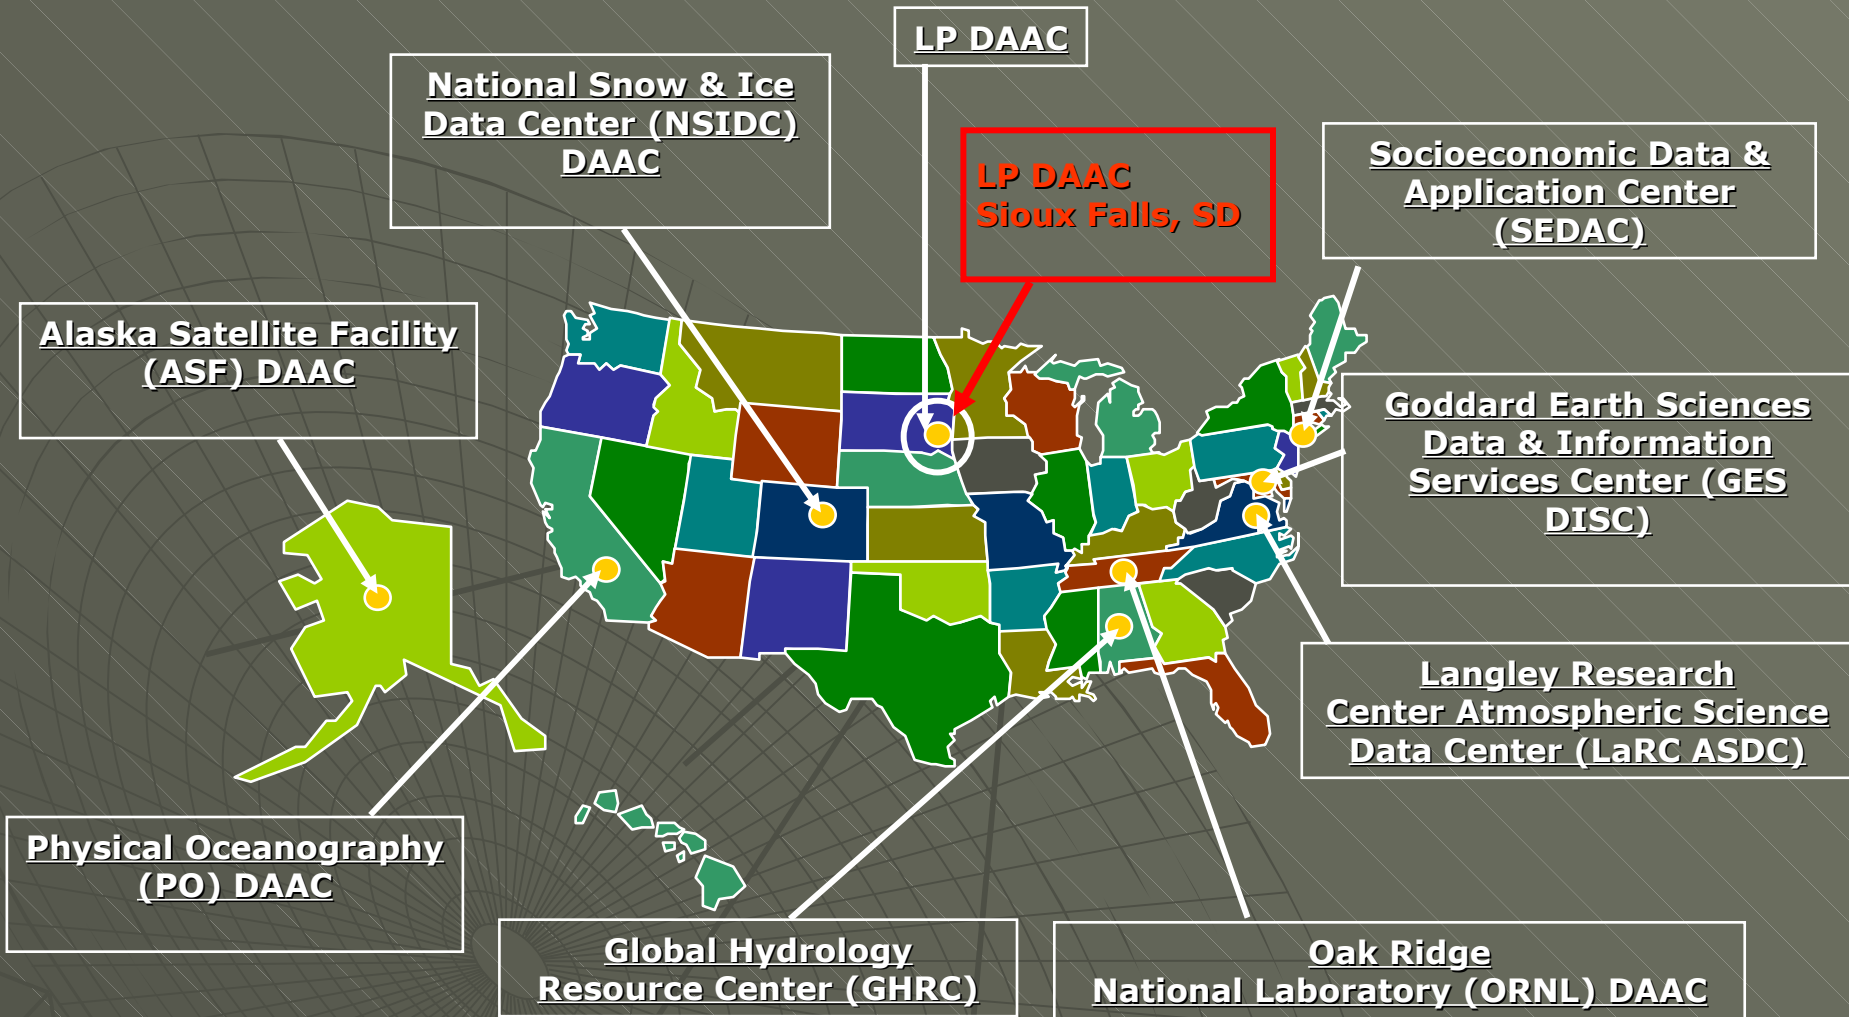 LP DAAC
National Snow & Ice
Data Center (NSIDC)
DAAC
LP DAAC
Sioux Falls, SD
Socioeconomic Data &
Application Center
(SEDAC)
Alaska Satellite Facility
(ASF) DAAC
Goddard Earth Sciences
Data & Information
Services Center (GES
DISC)
Langley Research
Center Atmospheric Science
Data Center (LaRC ASDC)
Physical Oceanography
(PO) DAAC
Global Hydrology
Resource Center (GHRC)
Oak Ridge
National Laboratory (ORNL) DAAC